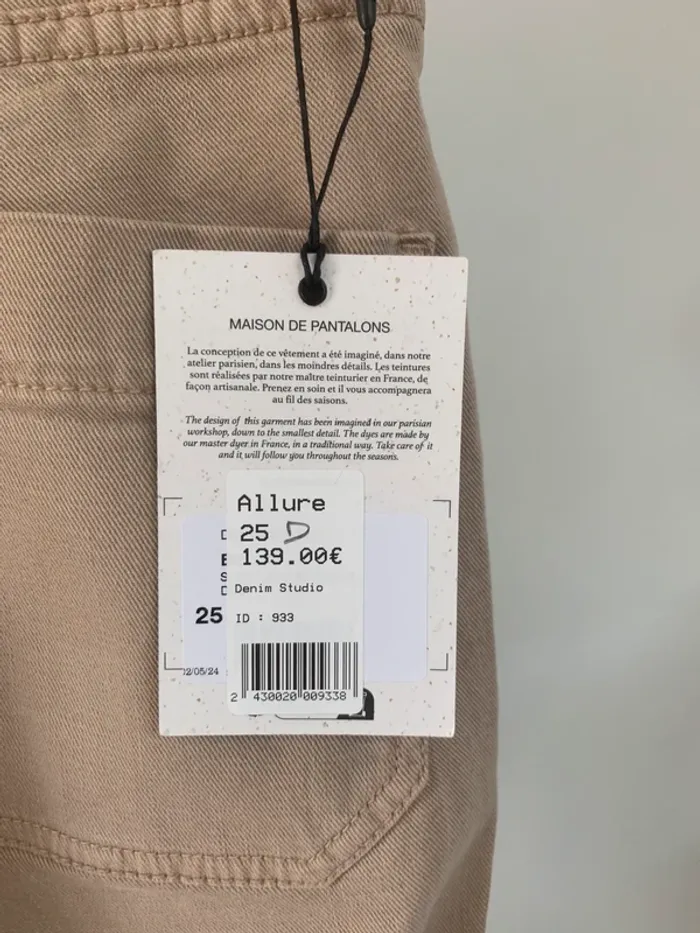 MAISON DE PANTALONS
La conception de ce vêtement a été imaginé, dans notre
atelier parisien, dans les moindres détails. Les teintures
sont réalisées par notre maître teinturier en France, de
façon artisanale. Prenez en soin et il vous accompagnera
au fil des saisons.
The design of this garment has been imagined in our parisian
workshop, down to the smallest detail. The dyes are made by
our master dyer in France, in a traditional way. Take care of it
and it will follow you throughout the seasons.
Allure
25 D
139.00€
Denim Studio
25
ID : 933
2/05/24
2 430020 009338